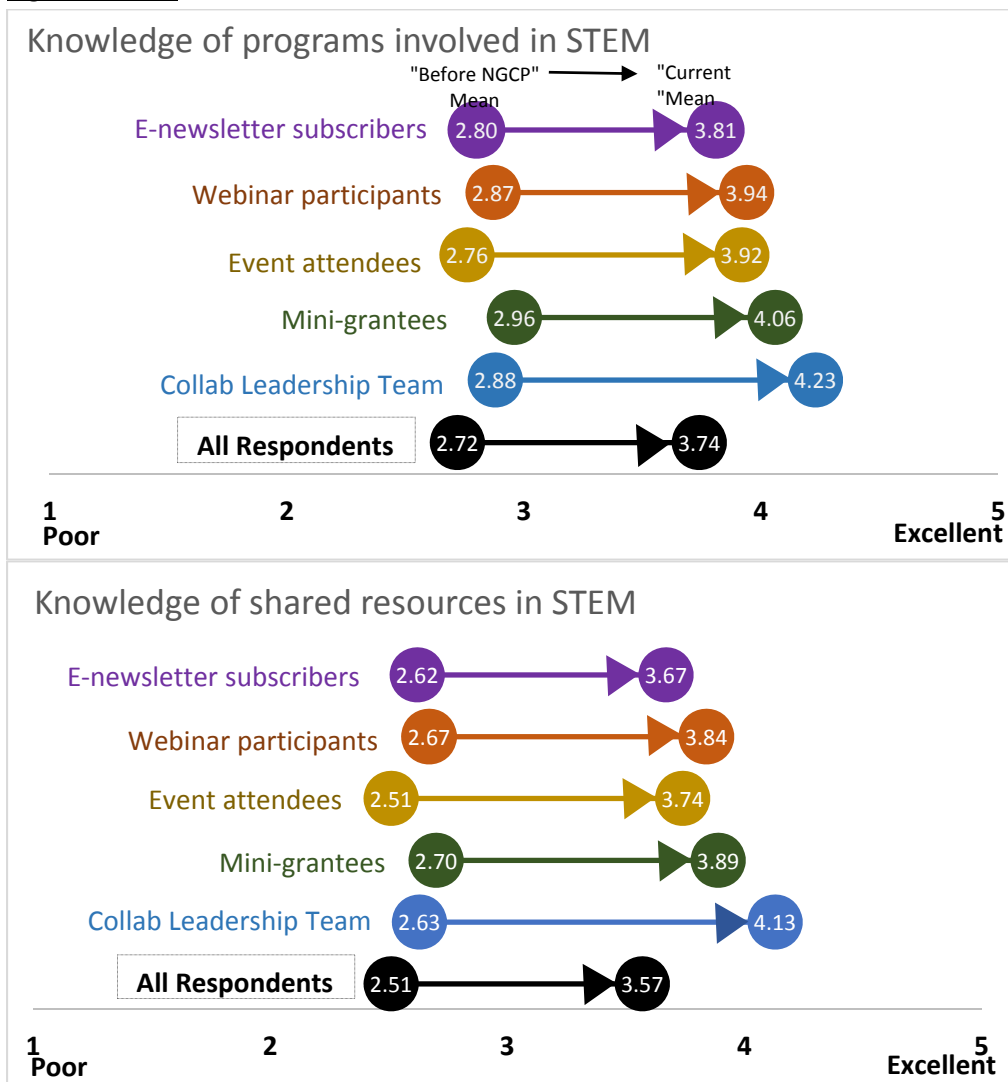 Knowledge of programs involved in STEM
"Before NGCP" "Current
Mean "Mean
E-newsletter subscribers 2.80 3.81
Webinar participants 2.87 3.94
Event attendees 2.76 3.92
Mini-grantees 2.96 4.06
Collab Leadership Team 2.88 4.23
All Respondents 2.72 3.74
1 2 3 4 5
Poor Excellent
Knowledge of shared resources in STEM
E-newsletter subscribers 2.62 3.67
Webinar participants 2.67 3.84
Event attendees 2.51 3.74
Mini-grantees 2.70 3.89
Collab Leadership Team 2.63 4.13
All Respondents 2.51 3.57
1 2 3 4 5
Poor Excellent